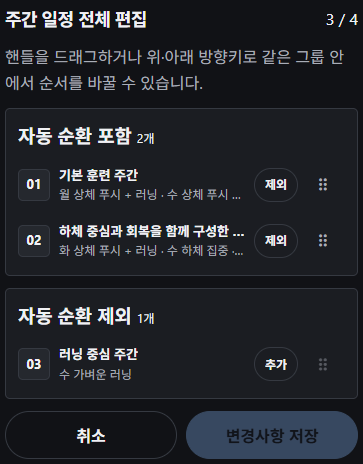 주간 일정 전체 편집 3 / 4
핸들을 드래그하거나 위·아래 방향키로 같은 그룹 안
에서 순서를 바꿀 수 있습니다.
자동 순환 포함 2개
01 기본 훈련 주간 제외
월 상체 푸시 + 러닝 · 수 상체 푸시 ...
02 하체 중심과 회복을 함께 구성한 ... 제외
화 상체 푸시 + 러닝 · 수 하체 집중 ·...
자동 순환 제외 1개
03 러닝 중심 주간 추가
수 가벼운 러닝
취소 변경사항 저장